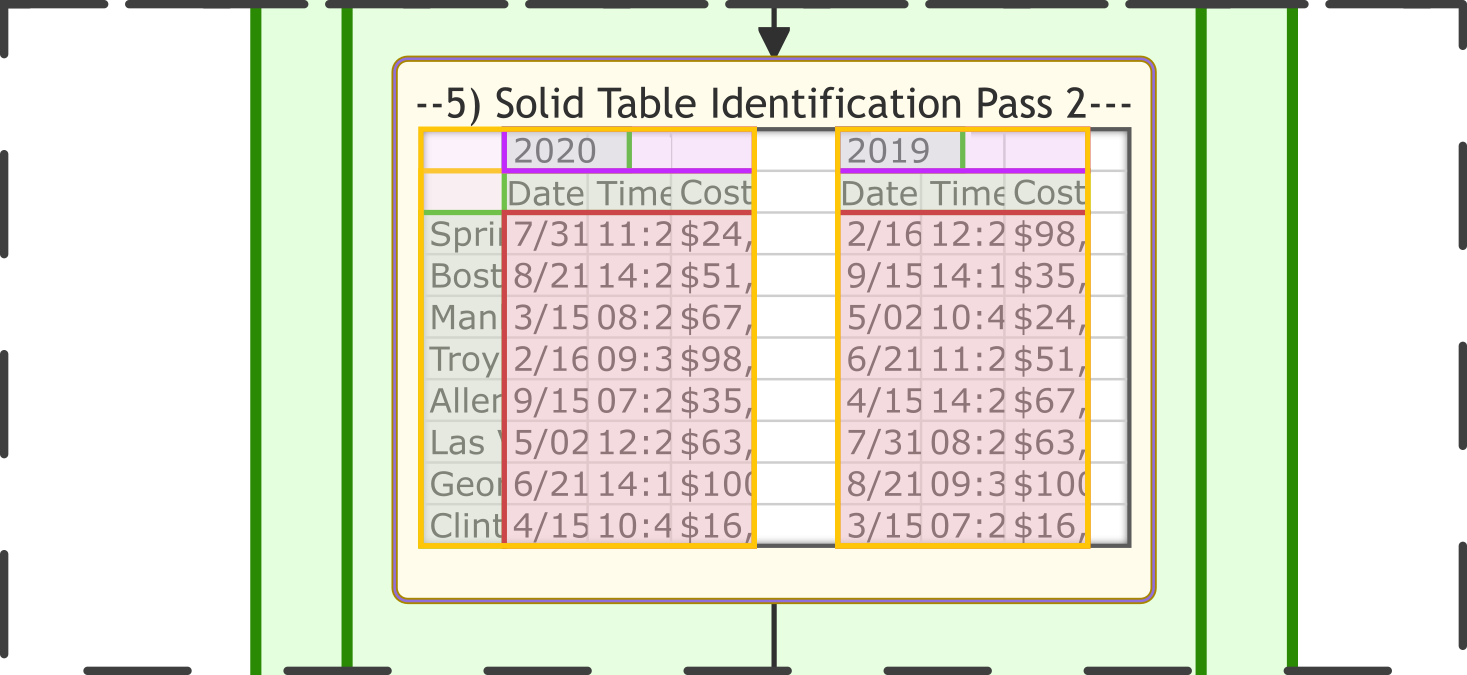 --5) Solid Table Identification Pass 2---
2020 2019
Date Time Cost Date Time Cost
Sprin 7/31 11:2 $24, 2/16 12:2 $98,
Bost 8/21 14:2 $51, 9/15 14:1 $35,
Man 3/15 08:2 $67, 5/02 10:4 $24,
Troy 2/16 09:3 $98, 6/21 11:2 $51,
Aller 9/15 07:2 $35, 4/15 14:2 $67,
Las 5/02 12:2 $63, 7/31 08:2 $63,
Geor 6/21 14:1 $100 8/21 09:3 $100
Clint 4/15 10:4 $16, 3/15 07:2 $16,